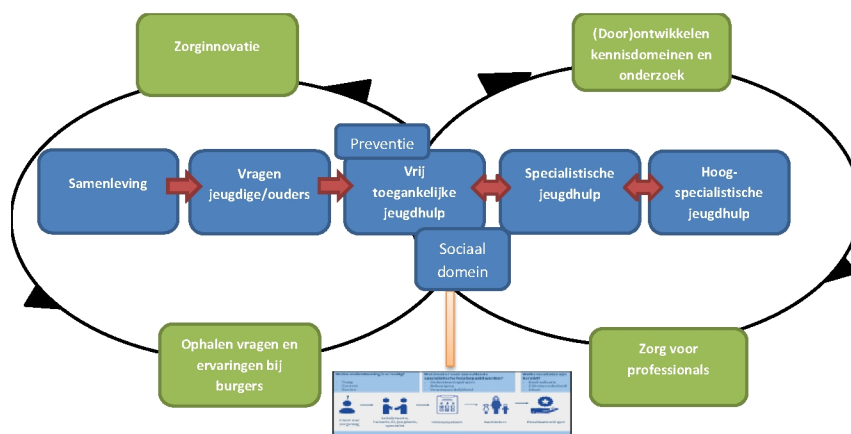 Zorginnovatie
(Door)ontwikkelen
kennisdomeinen en
onderzoek
Preventie
Samenleving
Vragen
jeugdige/ouders
Vrij
toegankelijke
jeugdhulp
Specialistische
jeugdhulp
Hoog-
specialistische
jeugdhulp
Sociaal
domein
Ophalen vragen en
ervaringen bij
burgers
Zorg voor
professionals